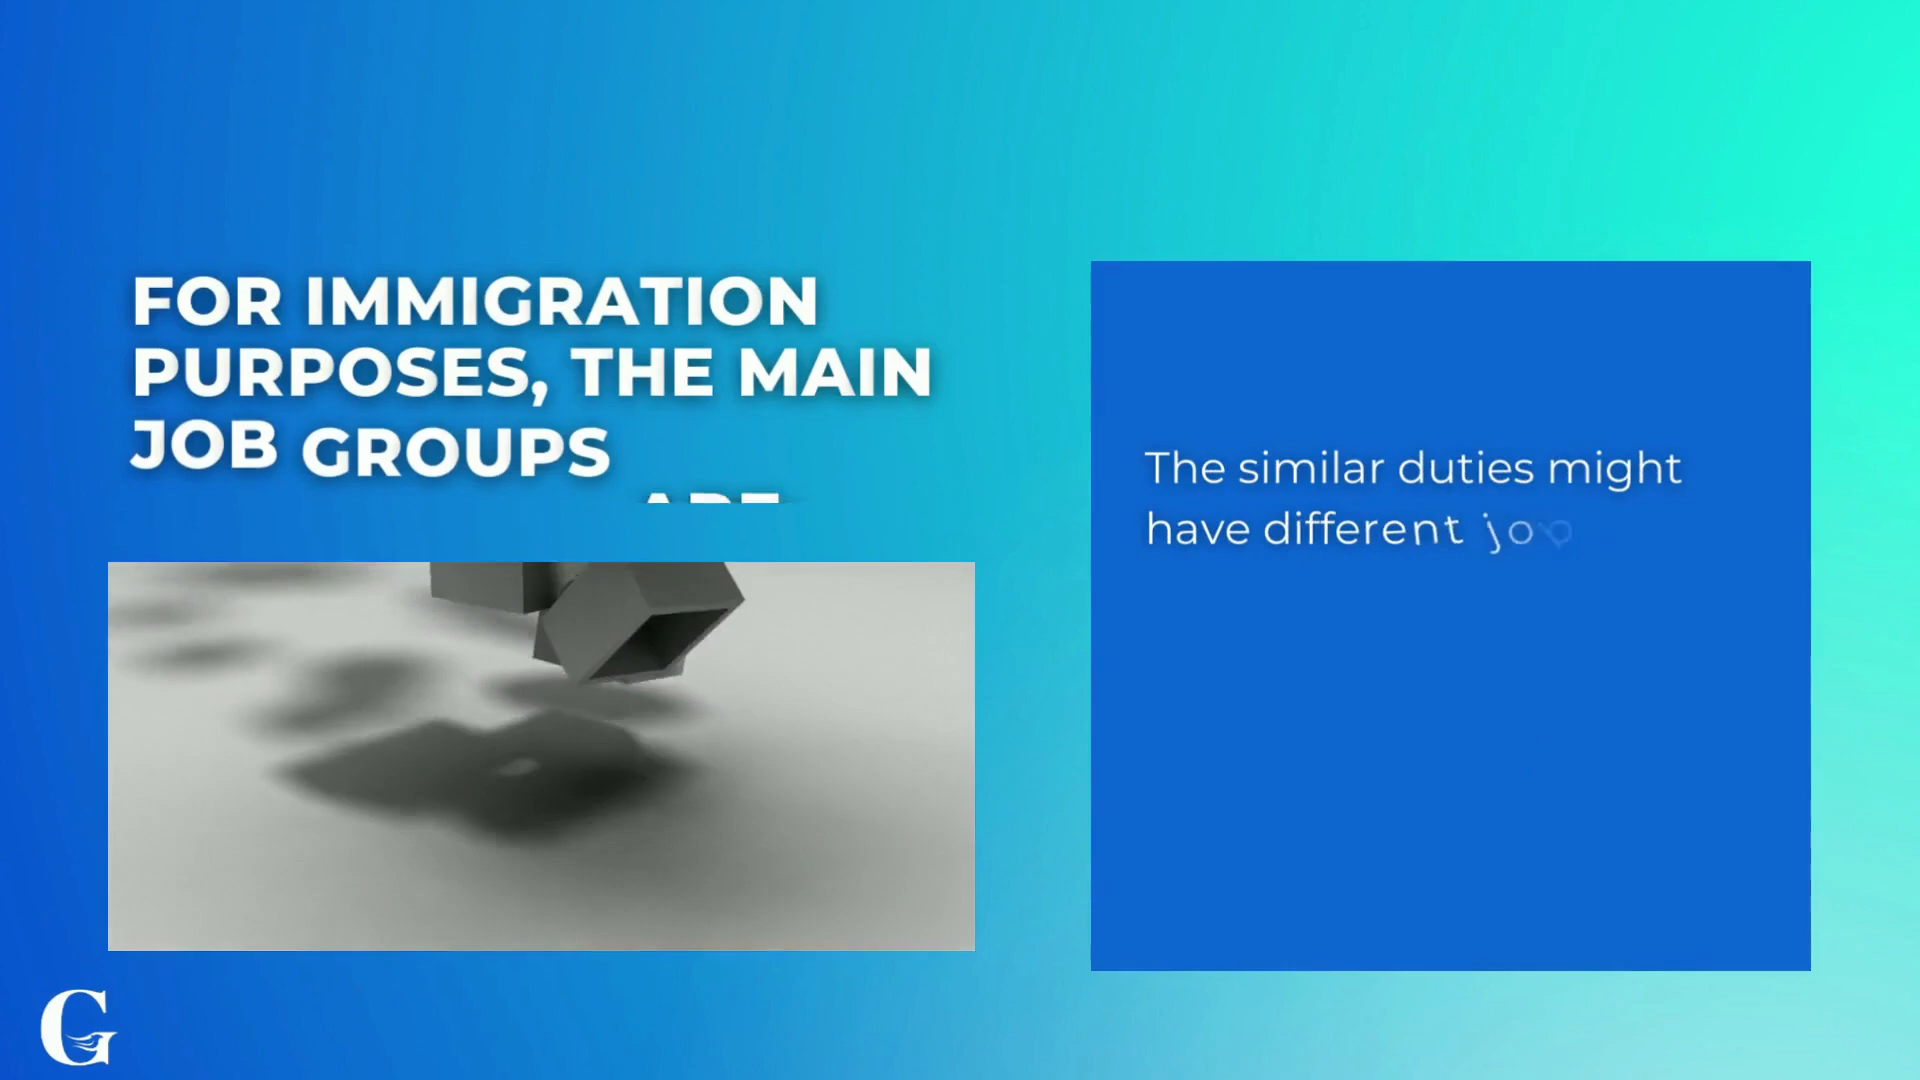 FOR IMMIGRATION
PURPOSES, THE MAIN
JOB GROUPS
The similar duties might
have different
G